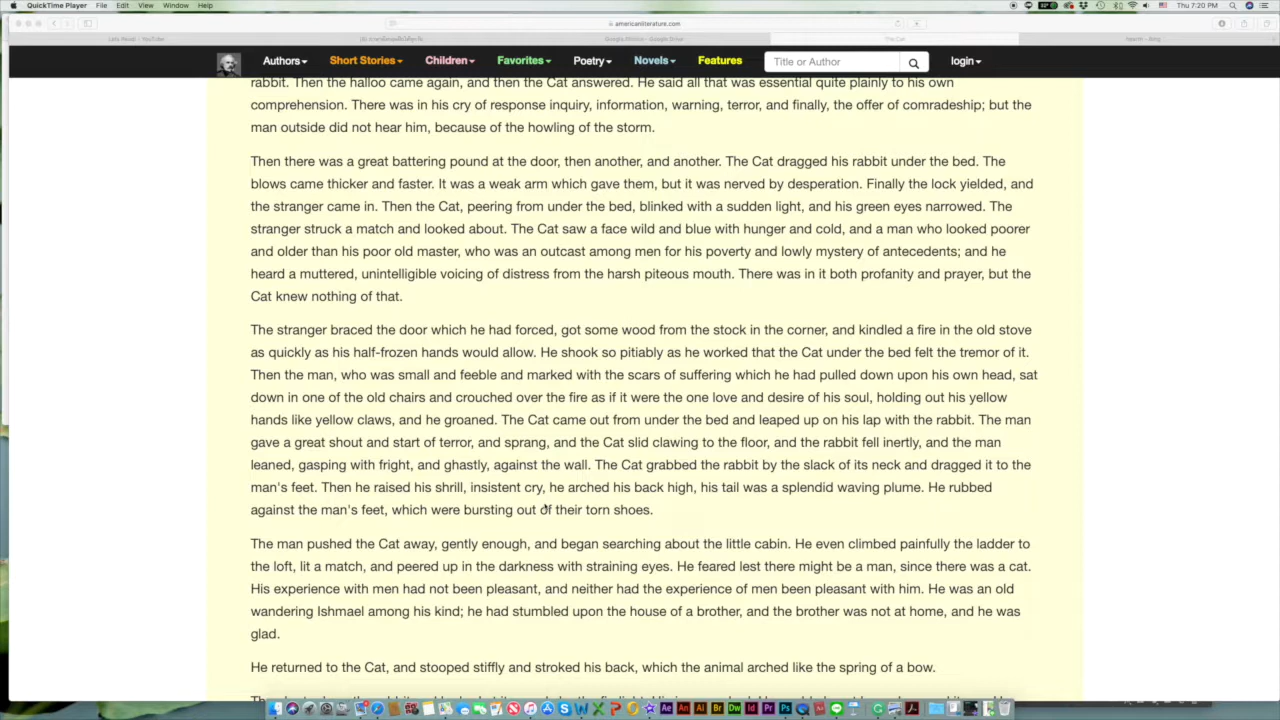 QuickTime Player File Edit View Window Help
Thu 7:20 PM
americanliterature.com
Lets Read - YouTube
Google Photos - Google Drive
The Cat
hearth - Bing
Authors Short Stories Children Favorites Poetry Novels Features Title or Author login
rabbit. Then the halloo came again, and then the Cat answered. He said all that was essential quite plainly to his own
comprehension. There was in his cry of response inquiry, information, warning, terror, and finally, the offer of comradeship; but the
man outside did not hear him, because of the howling of the storm.
Then there was a great battering pound at the door, then another, and another. The Cat dragged his rabbit under the bed. The
blows came thicker and faster. It was a weak arm which gave them, but it was nerved by desperation. Finally the lock yielded, and
the stranger came in. Then the Cat, peering from under the bed, blinked with a sudden light, and his green eyes narrowed. The
stranger struck a match and looked about. The Cat saw a face wild and blue with hunger and cold, and a man who looked poorer
and older than his poor old master, who was an outcast among men for his poverty and lowly mystery of antecedents; and he
heard a muttered, unintelligible voicing of distress from the harsh piteous mouth. There was in it both profanity and prayer, but the
Cat knew nothing of that.
The stranger braced the door which he had forced, got some wood from the stock in the corner, and kindled a fire in the old stove
as quickly as his half-frozen hands would allow. He shook so pitiably as he worked that the Cat under the bed felt the tremor of it.
Then the man, who was small and feeble and marked with the scars of suffering which he had pulled down upon his own head, sat
down in one of the old chairs and crouched over the fire as if it were the one love and desire of his soul, holding out his yellow
hands like yellow claws, and he groaned. The Cat came out from under the bed and leaped up on his lap with the rabbit. The man
gave a great shout and start of terror, and sprang, and the Cat slid clawing to the floor, and the rabbit fell inertly, and the man
leaned, gasping with fright, and ghastly, against the wall. The Cat grabbed the rabbit by the slack of its neck and dragged it to the
man's feet. Then he raised his shrill, insistent cry, he arched his back high, his tail was a splendid waving plume. He rubbed
against the man's feet, which were bursting out of their torn shoes.
The man pushed the Cat away, gently enough, and began searching about the little cabin. He even climbed painfully the ladder to
the loft, lit a match, and peered up in the darkness with straining eyes. He feared lest there might be a man, since there was a cat.
His experience with men had not been pleasant, and neither had the experience of men been pleasant with him. He was an old
wandering Ishmael among his kind; he had stumbled upon the house of a brother, and the brother was not at home, and he was
glad.
He returned to the Cat, and stooped stiffly and stroked his back, which the animal arched like the spring of a bow.